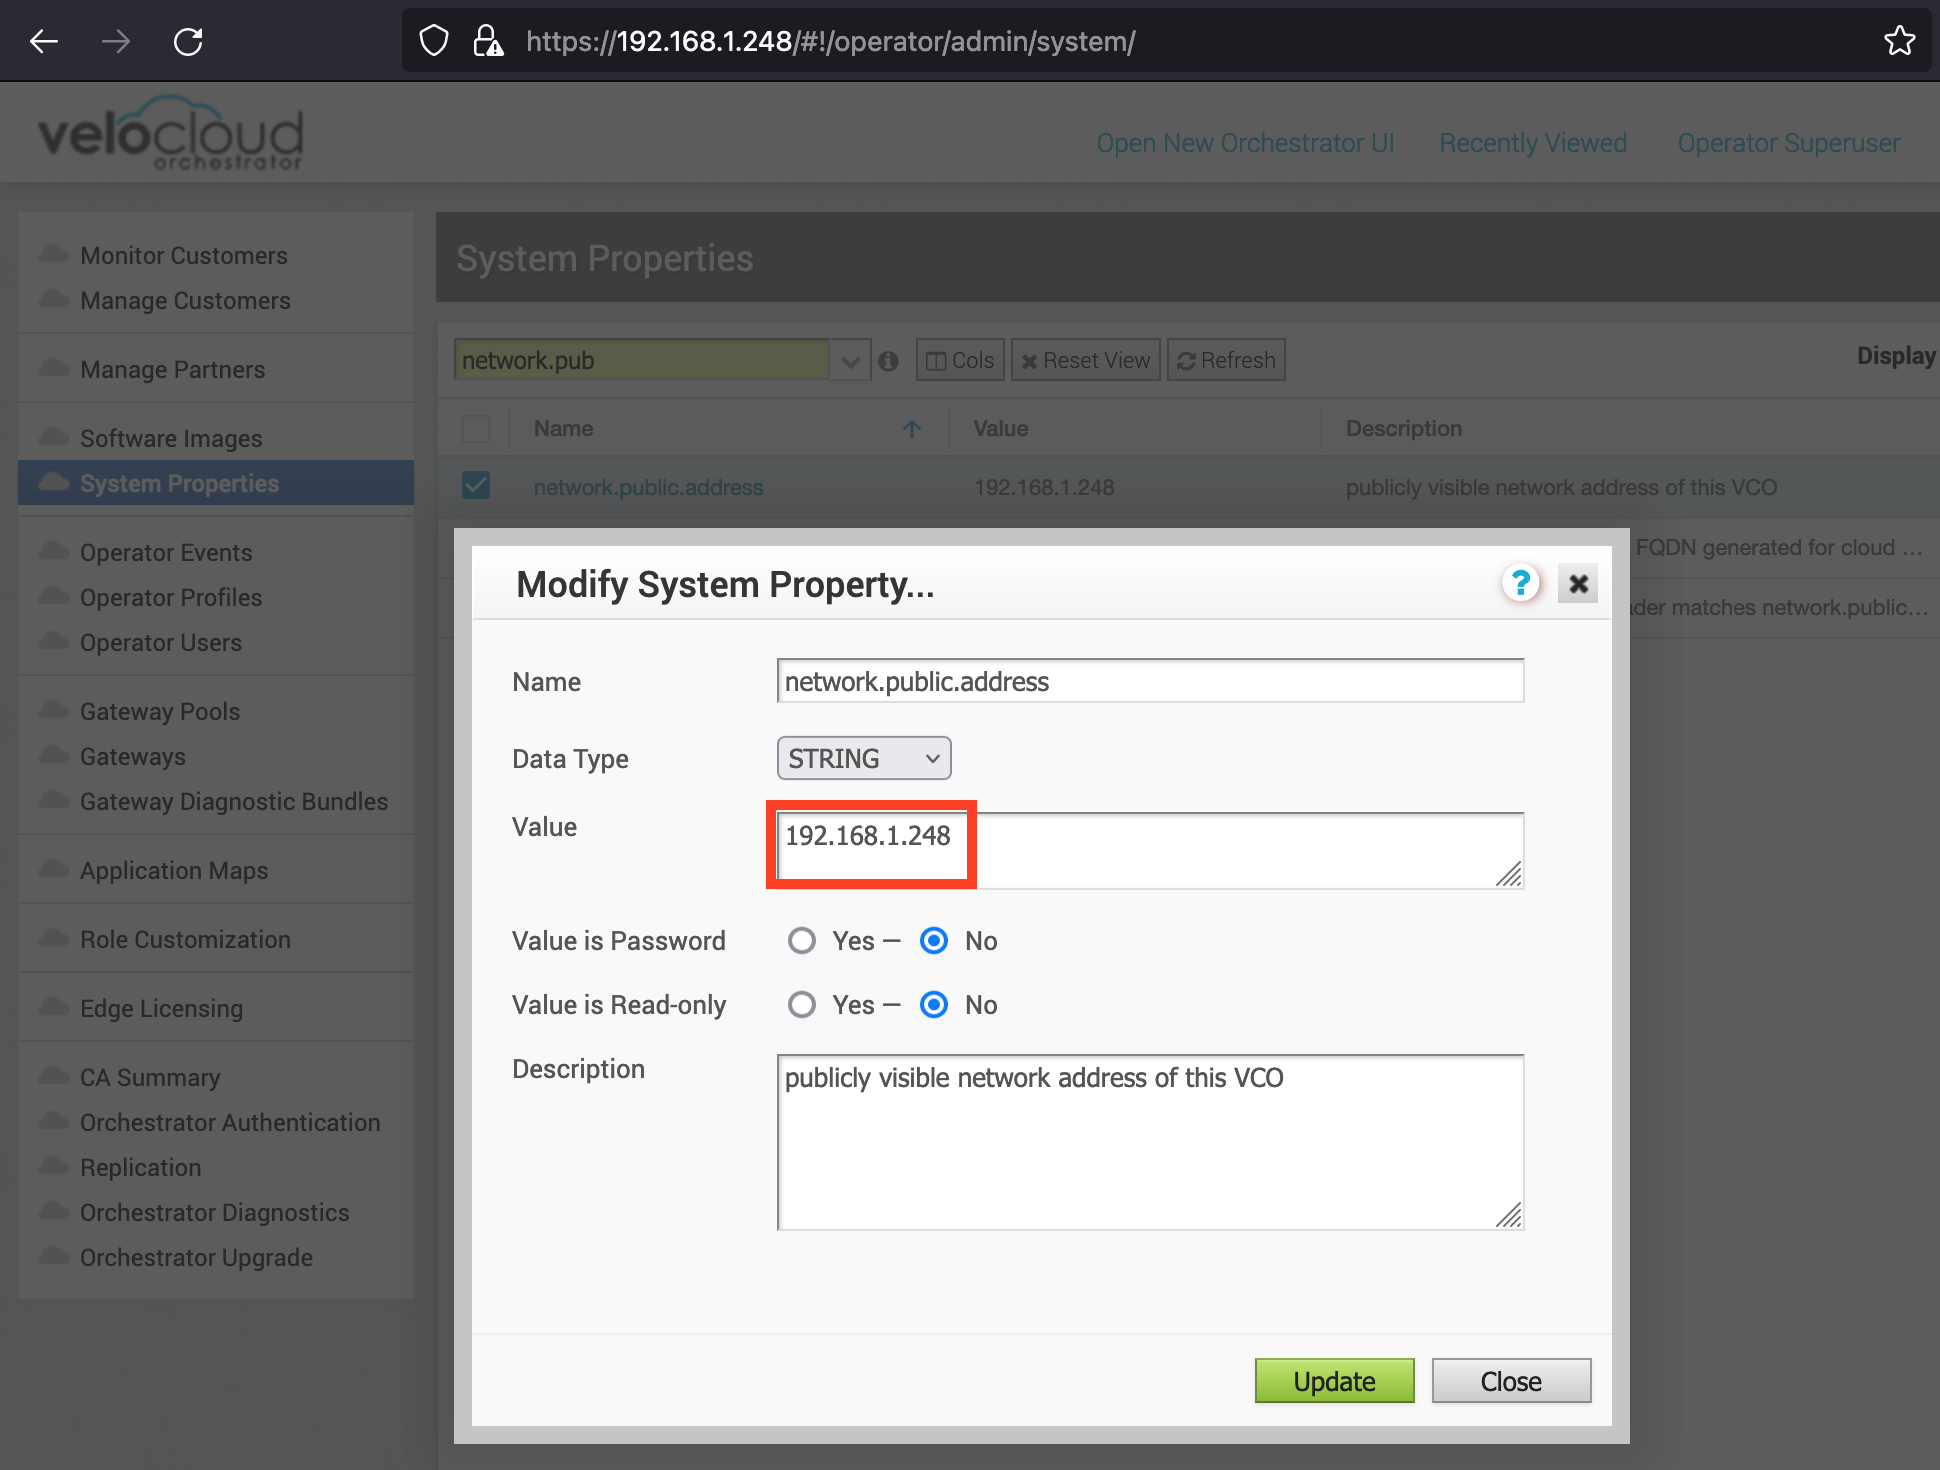 https://192.168.1.248/#!/operator/admin/system/
velocloud
orchestrator
Open New Orchestrator UI Recently Viewed Operator Superuser
Monitor Customers
Manage Customers
Manage Partners
Software Images
System Properties
Operator Events
Operator Profiles
Operator Users
Gateway Pools
Gateways
Gateway Diagnostic Bundles
Application Maps
Role Customization
Edge Licensing
CA Summary
Orchestrator Authentication
Replication
Orchestrator Diagnostics
Orchestrator Upgrade
System Properties
network.pub Cols Reset View Refresh Display
Name Value Description
network.public.address 192.168.1.248 publicly visible network address of this VCO
FQDN generated for cloud ...
matches network.public...
Modify System Property...
Name network.public.address
Data Type STRING
Value 192.168.1.248
Value is Password Yes – No
Value is Read-only Yes – No
Description publicly visible network address of this VCO
Update Close